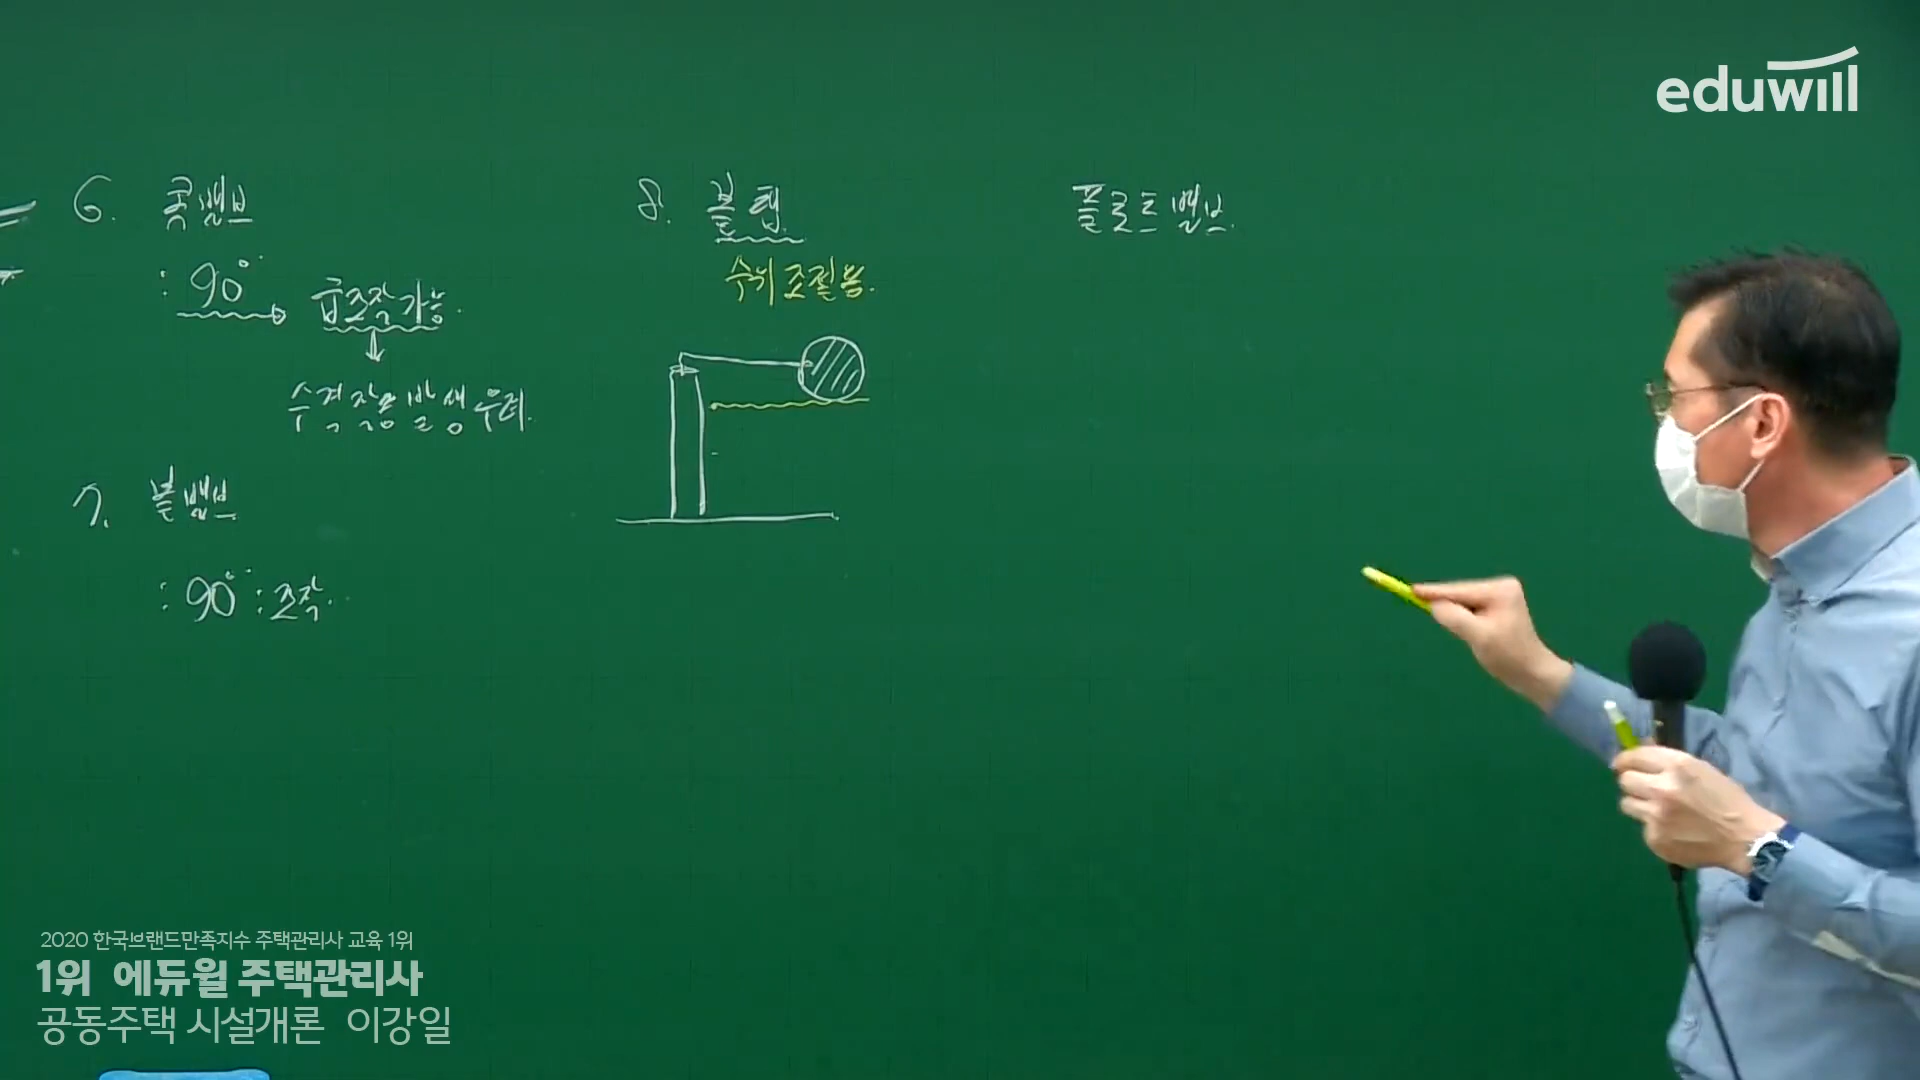 eduwill
6. 콕밸브
: 90°
급조작 가능.
수격작용 발생 우려.
7. 볼밸브
: 90° : 조작.
8. 볼탭
수위조절용.
플로트밸브.
2020 한국브랜드만족지수 주택관리사 교육 1위
1위 에듀윌 주택관리사
공동주택 시설개론 이강일